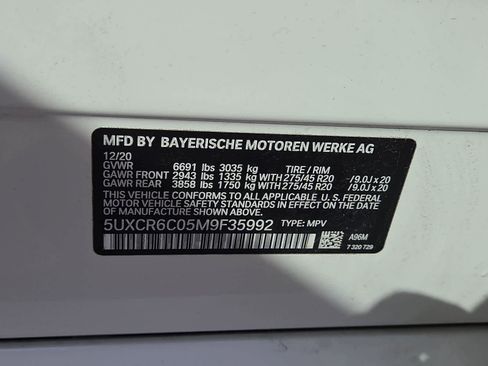 MFD BY BAYERISCHE MOTOREN WERKE AG
12/20
GVWR 6691 lbs 3035 kg TIRE / RIM
GAWR FRONT 2943 lbs 1335 kg WITH 275/45 R20 /9.0J x 20
GAWR REAR 3858 lbs 1750 kg WITH 275/45 R20 /9.0J x 20
THIS VEHICLE CONFORMS TO ALL APPLICABLE U. S. FEDERAL
MOTOR VEHICLE SAFETY STANDARDS IN EFFECT ON THE
DATE OF MANUFACTURE SHOWN ABOVE.
5UXCR6C05M9F35992 TYPE: MPV
A96M
7 320 729